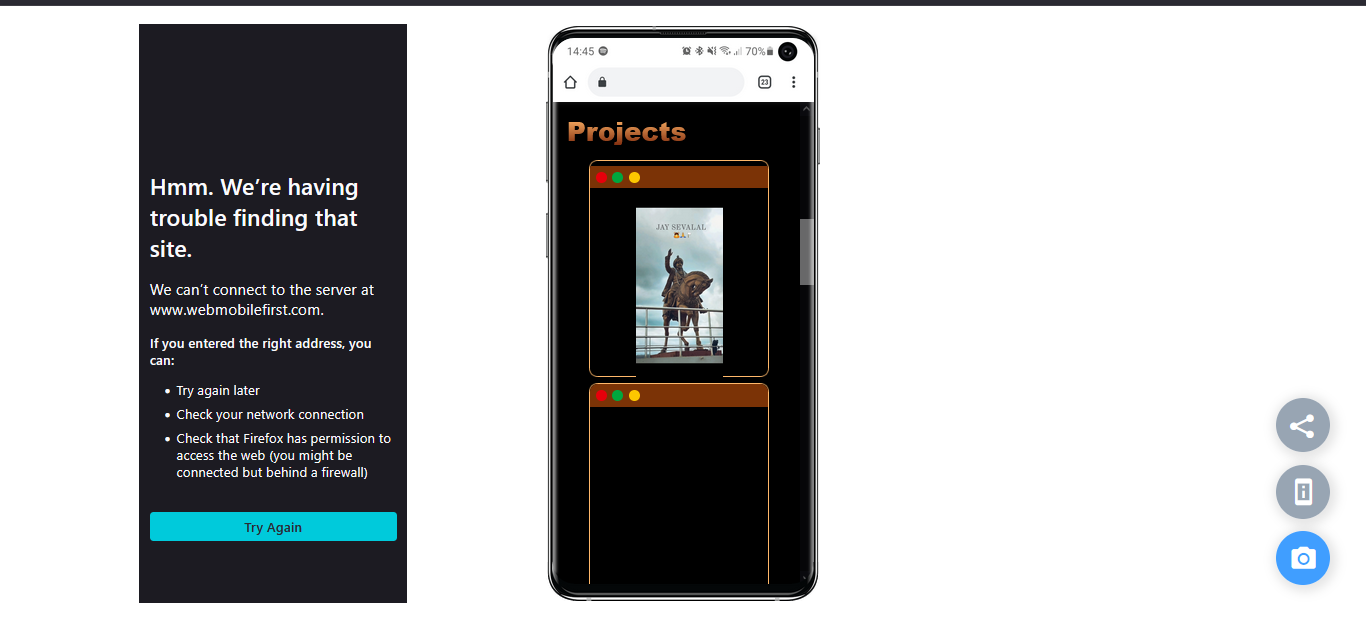 Hmm. We’re having
trouble finding that
site.
We can’t connect to the server at
www.webmobilefirst.com.
If you entered the right address, you
can:
Try again later
Check your network connection
Check that Firefox has permission to
access the web (you might be
connected but behind a firewall)
Try Again
14:45
70%
23
Projects
JAY SEVALAL